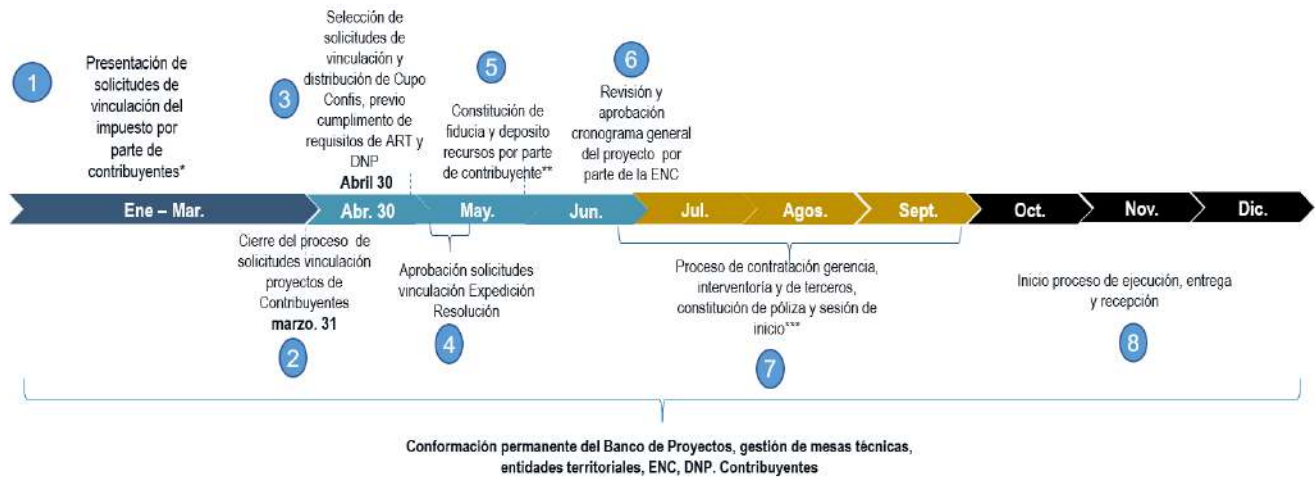 1
Presentación de
solicitudes de
vinculación del
impuesto por
parte de
contribuyentes*
3
Selección de
solicitudes de
vinculación y
distribución de Cupo
Confis, previo
cumplimento de
requisitos de ART y
DNP
Abril 30
5
Constitución de
fiducia y deposito
recursos por parte
de contribuyente**
6
Revisión y
aprobación
cronograma general
del proyecto por
parte de la ENC
Ene – Mar.
Abr. 30
May.
Jun.
Jul.
Agos.
Sept.
Oct.
Nov.
Dic.
Cierre del proceso de
solicitudes vinculación
proyectos de
Contribuyentes
marzo. 31
2
Aprobación solicitudes
vinculación Expedición
Resolución
4
Proceso de contratación gerencia,
interventoría y de terceros,
constitución de póliza y sesión de
inicio***
7
Inicio proceso de ejecución, entrega
y recepción
8
Conformación permanente del Banco de Proyectos, gestión de mesas técnicas,
entidades territoriales, ENC, DNP. Contribuyentes